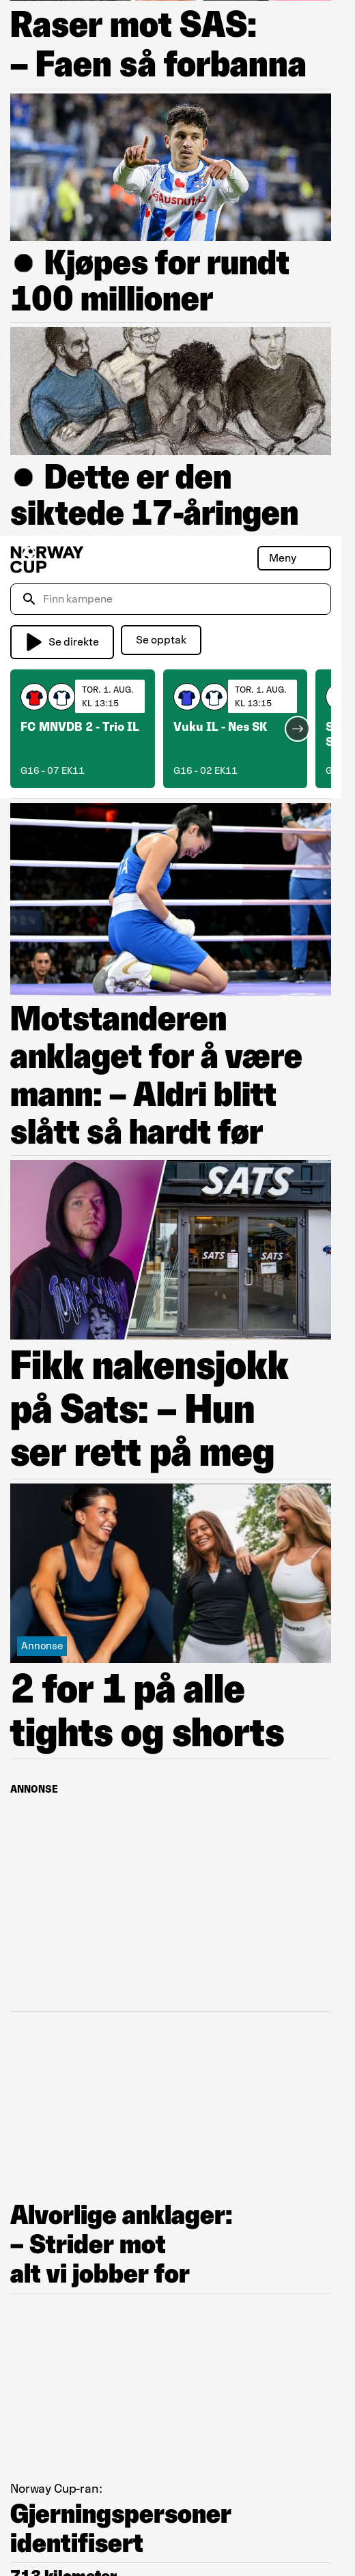 Raser mot SAS:
– Faen så forbanna
Ausnutria
● Kjøpes for rundt
100 millioner
● Dette er den
siktede 17-åringen
NORWAY
CUP
Meny
Finn kampene
Se direkte
Se opptak
TOR. 1. AUG.
KL 13:15
FC MNVDB 2 - Trio IL
G16 - 07 EK11
TOR. 1. AUG.
KL 13:15
Vuku IL - Nes SK
G16 - 02 EK11
Motstanderen
anklaget for å være
mann: – Aldri blitt
slått så hardt før
SATS
SATS
SATS
Fikk nakensjokk
på Sats: – Hun
ser rett på meg
Annonse
2 for 1 på alle
tights og shorts
ANNONSE
Alvorlige anklager:
– Strider mot
alt vi jobber for
Norway Cup-ran:
Gjerningspersoner
identifisert
713 kilometer